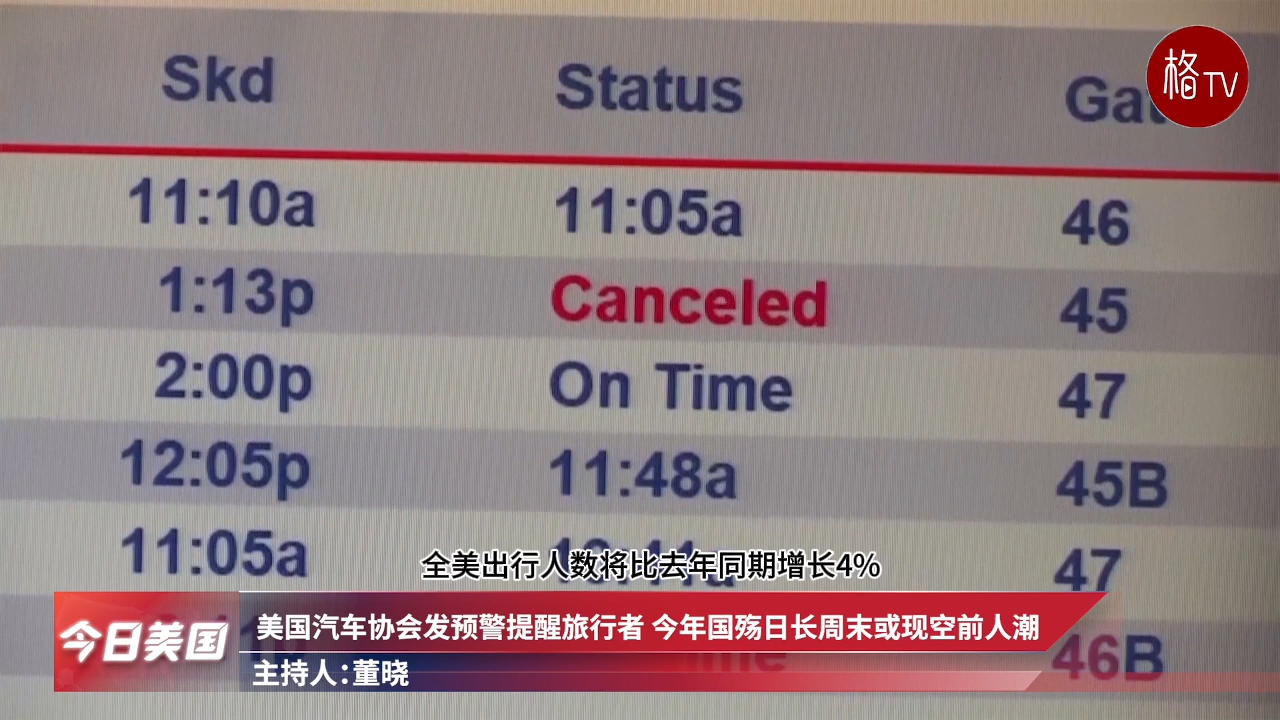 Skd Status Gat
格TV
11:10a 11:05a 46
1:13p Canceled 45
2:00p On Time 47
12:05p 11:48a 45B
11:05a 47
全美出行人数将比去年同期增长4%
今日美国
美国汽车协会发预警提醒旅行者 今年国殇日长周末或现空前人潮
46B
主持人:董晓